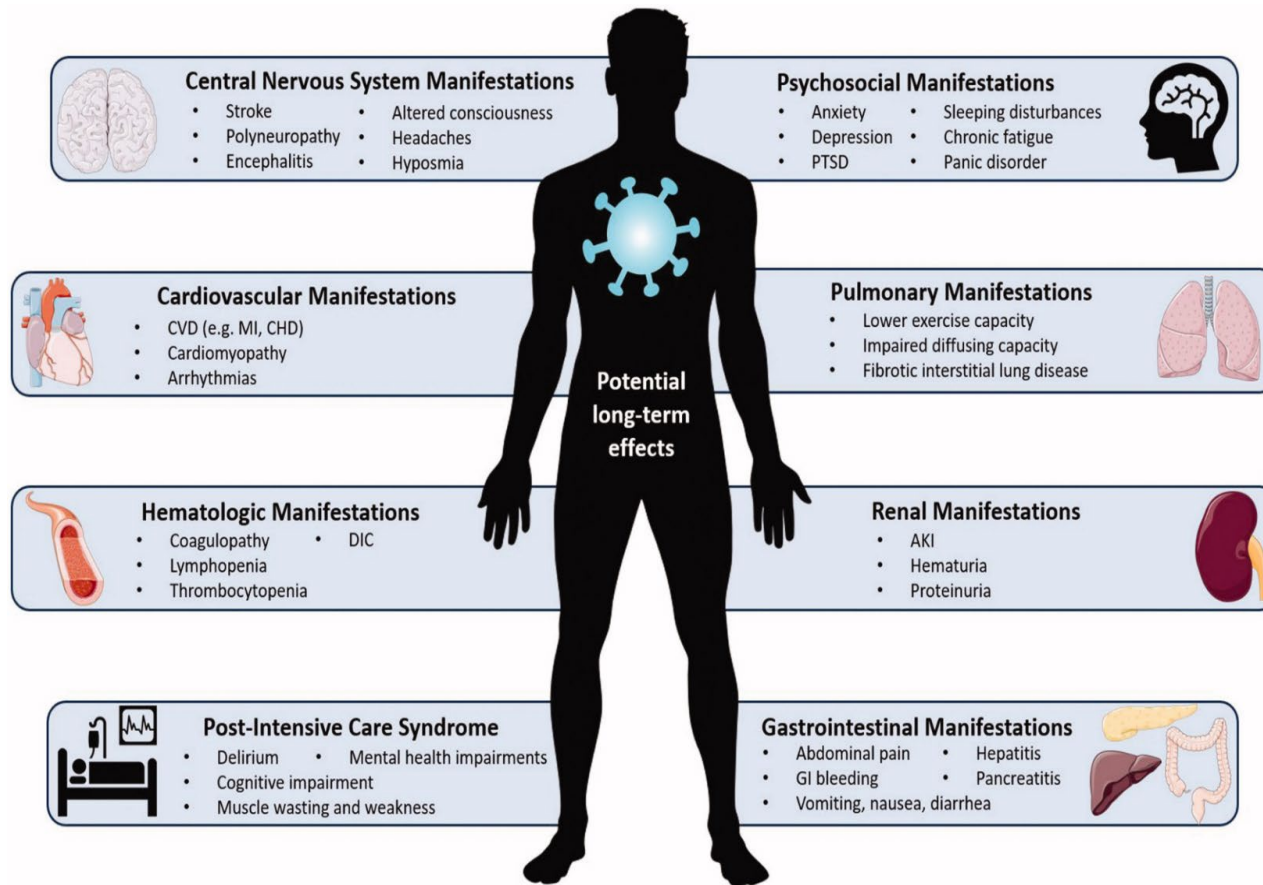 Central Nervous System Manifestations
• Stroke
• Polyneuropathy
• Encephalitis
• Altered consciousness
• Headaches
• Hyposmia
Psychosocial Manifestations
• Anxiety
• Depression
• PTSD
• Sleeping disturbances
• Chronic fatigue
• Panic disorder
Cardiovascular Manifestations
• CVD (e.g. MI, CHD)
• Cardiomyopathy
• Arrhythmias
Pulmonary Manifestations
• Lower exercise capacity
• Impaired diffusing capacity
• Fibrotic interstitial lung disease
Potential
long-term
effects
Hematologic Manifestations
• Coagulopathy
• Lymphopenia
• Thrombocytopenia
• DIC
Renal Manifestations
• AKI
• Hematuria
• Proteinuria
Post-Intensive Care Syndrome
• Delirium
• Mental health impairments
• Cognitive impairment
• Muscle wasting and weakness
Gastrointestinal Manifestations
• Abdominal pain
• GI bleeding
• Hepatitis
• Pancreatitis
• Vomiting, nausea, diarrhea